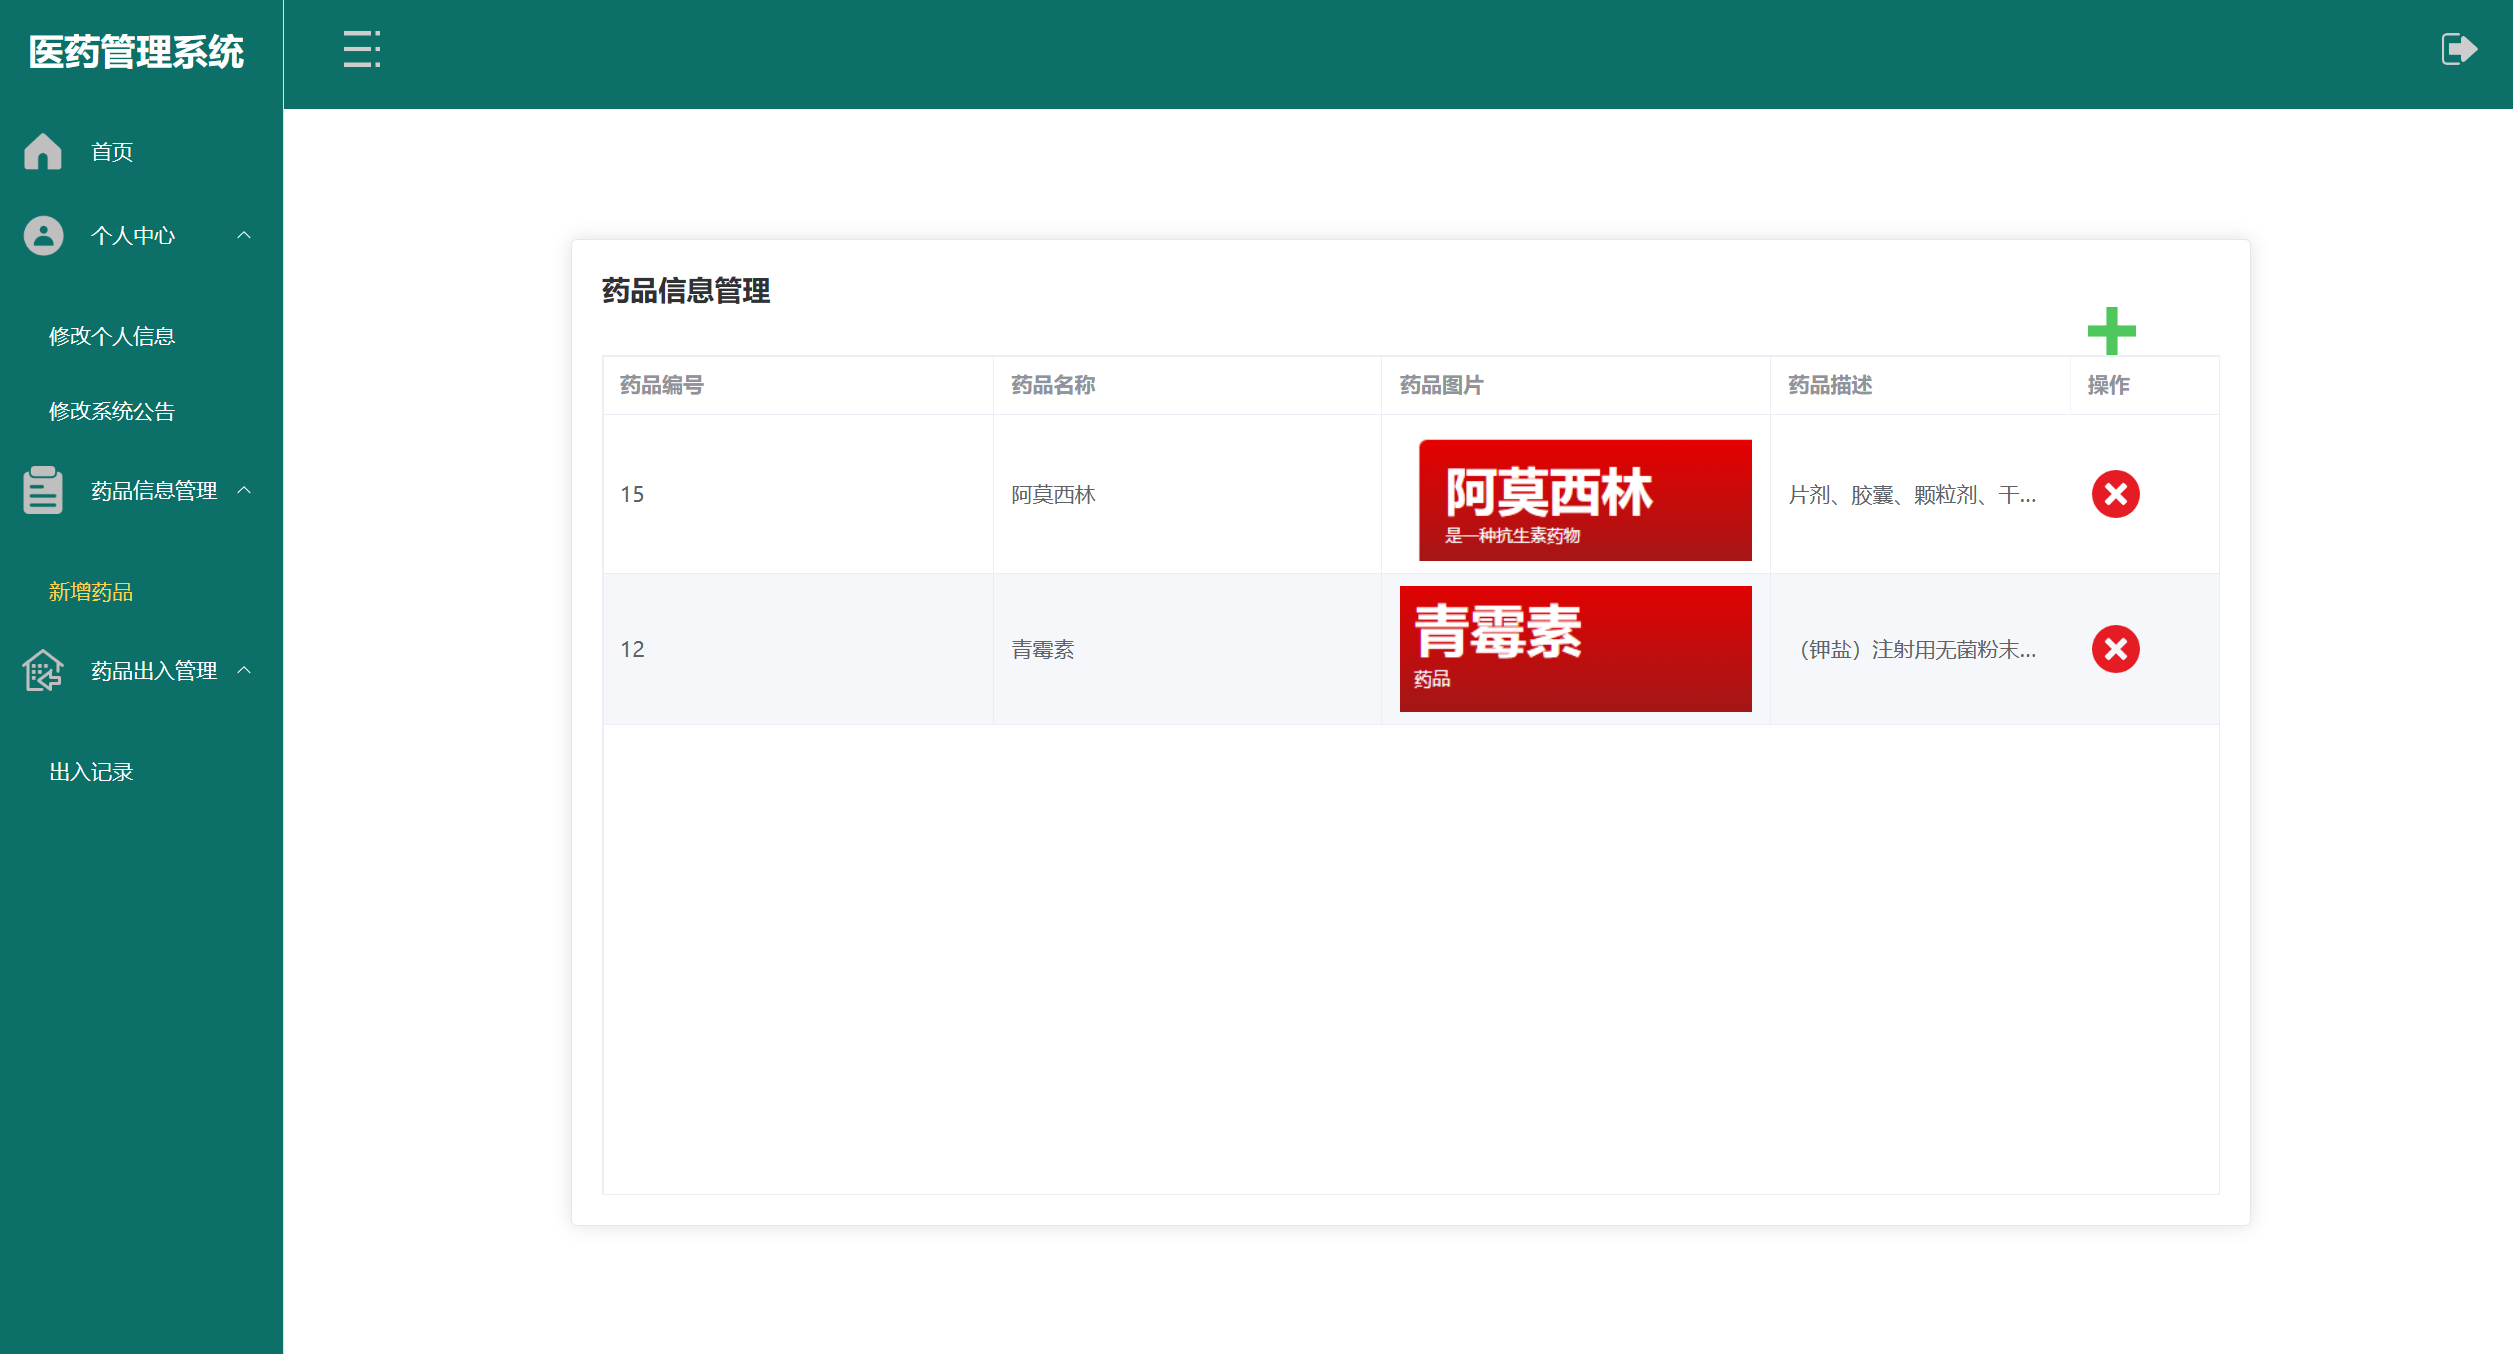 医药管理系统
首页
个人中心
修改个人信息
修改系统公告
药品信息管理
新增药品
药品出入管理
出入记录
药品信息管理
药品编号 药品名称 药品图片 药品描述 操作
15 阿莫西林 阿莫西林 片剂、胶囊、颗粒剂、干...
是一种抗生素药物
12 青霉素 青霉素 （钾盐）注射用无菌粉末...
药品